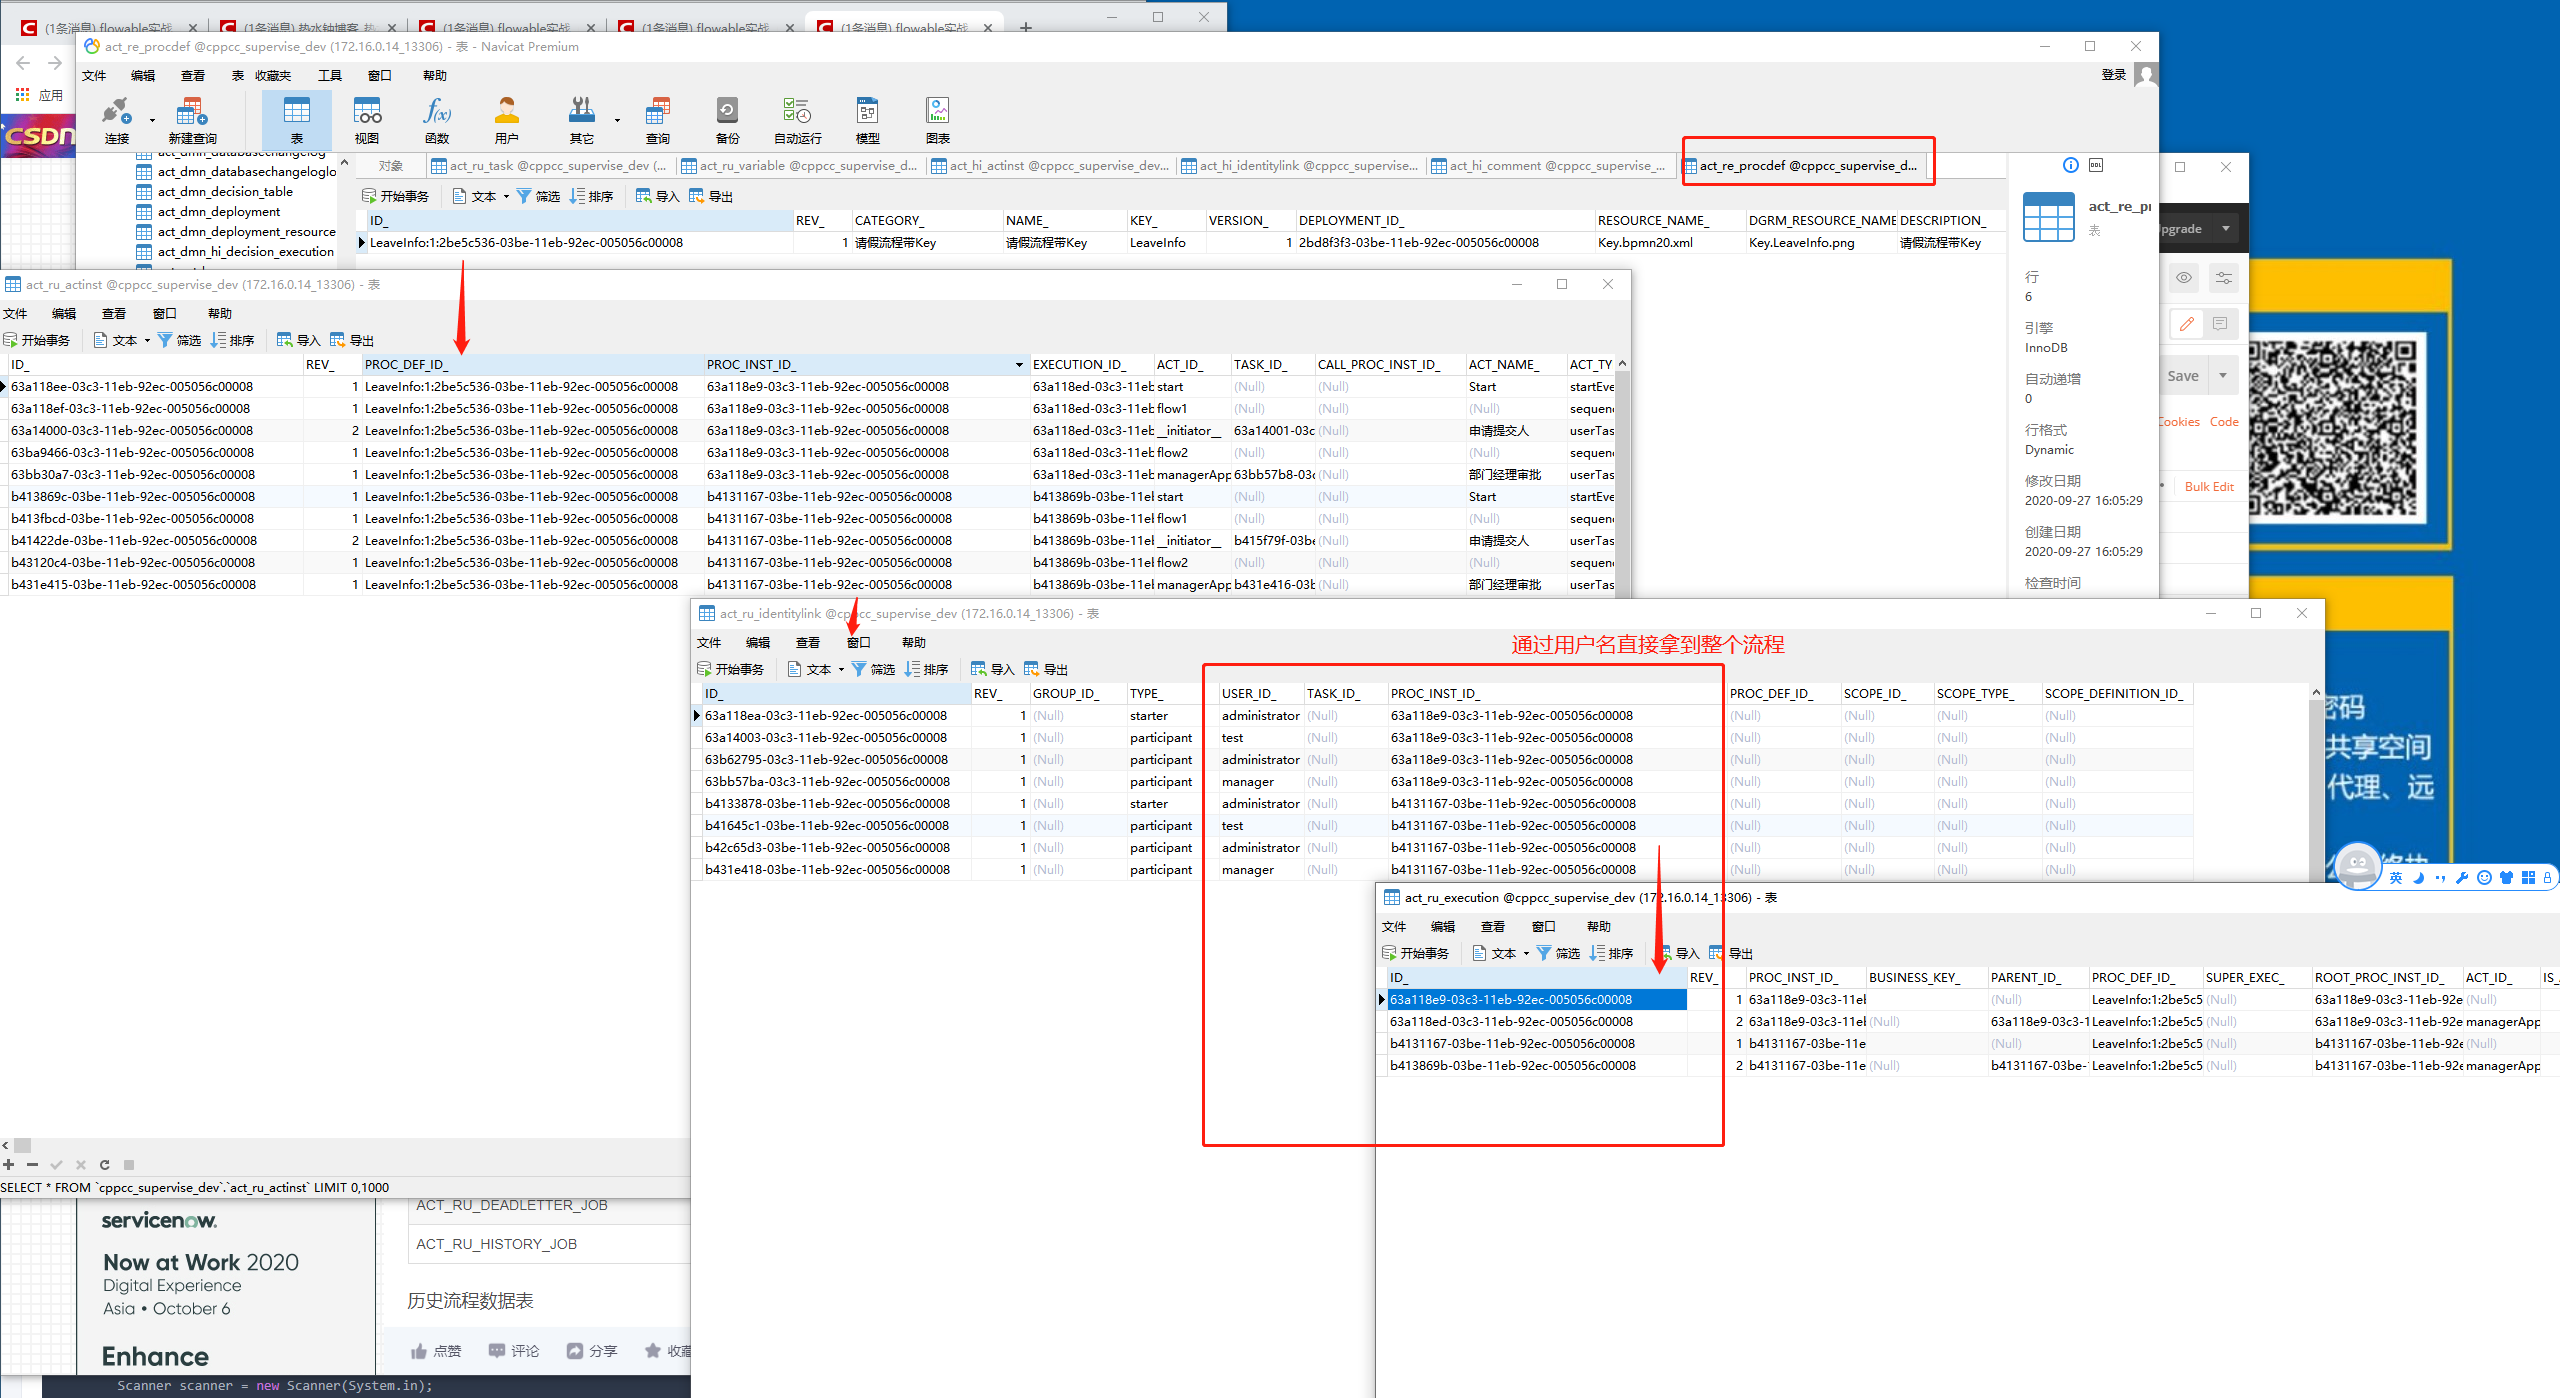 (1条消息) flowable实战
(1条消息) 热水钟博客_热
(1条消息) flowable实战
(1条消息) flowable实战
(1条消息) flowable实战
应用
CSDN
act_re_procdef @cppcc_supervise_dev (172.16.0.14_13306) - 表 - Navicat Premium
文件 编辑 查看 表 收藏夹 工具 窗口 帮助
登录
连接 新建查询 表 视图 函数 用户 其它 查询 备份 自动运行 模型 图表
act_dmn_databasechangelog
act_dmn_databasechangeloglo
act_dmn_decision_table
act_dmn_deployment
act_dmn_deployment_resource
act_dmn_hi_decision_execution
对象 act_ru_task @cppcc_supervise_dev (... act_ru_variable @cppcc_supervise_d... act_hi_actinst @cppcc_supervise_dev... act_hi_identitylink @cppcc_supervise... act_hi_comment @cppcc_supervise_... act_re_procdef @cppcc_supervise_d...
开始事务 文本 筛选 排序 导入 导出
ID_ REV_ CATEGORY_ NAME_ KEY_ VERSION_ DEPLOYMENT_ID_ RESOURCE_NAME_ DGRM_RESOURCE_NAME DESCRIPTION_
LeaveInfo:1:2be5c536-03be-11eb-92ec-005056c00008 1 请假流程带Key 请假流程带Key LeaveInfo 1 2bd8f3f3-03be-11eb-92ec-005056c00008 Key.bpmn20.xml Key.LeaveInfo.png 请假流程带Key
act_re_pr
表
行
6
引擎
InnoDB
自动递增
0
行格式
Dynamic
修改日期
2020-09-27 16:05:29
创建日期
2020-09-27 16:05:29
检查时间
pgrade
Save
Cookies Code
Bulk Edit
act_ru_actinst @cppcc_supervise_dev (172.16.0.14_13306) - 表
文件 编辑 查看 窗口 帮助
开始事务 文本 筛选 排序 导入 导出
ID_ REV_ PROC_DEF_ID_ PROC_INST_ID_ EXECUTION_ID_ ACT_ID_ TASK_ID_ CALL_PROC_INST_ID_ ACT_NAME_ ACT_TY
63a118ee-03c3-11eb-92ec-005056c00008 1 LeaveInfo:1:2be5c536-03be-11eb-92ec-005056c00008 63a118e9-03c3-11eb-92ec-005056c00008 63a118ed-03c3-11eb start (Null) (Null) Start startEve
63a118ef-03c3-11eb-92ec-005056c00008 1 LeaveInfo:1:2be5c536-03be-11eb-92ec-005056c00008 63a118e9-03c3-11eb-92ec-005056c00008 63a118ed-03c3-11eb flow1 (Null) (Null) (Null) sequen
63a14000-03c3-11eb-92ec-005056c00008 2 LeaveInfo:1:2be5c536-03be-11eb-92ec-005056c00008 63a118e9-03c3-11eb-92ec-005056c00008 63a118ed-03c3-11eb __initiator__ 63a14001-03c (Null) 申请提交人 userTas
63ba9466-03c3-11eb-92ec-005056c00008 1 LeaveInfo:1:2be5c536-03be-11eb-92ec-005056c00008 63a118e9-03c3-11eb-92ec-005056c00008 63a118ed-03c3-11eb flow2 (Null) (Null) (Null) sequen
63bb30a7-03c3-11eb-92ec-005056c00008 1 LeaveInfo:1:2be5c536-03be-11eb-92ec-005056c00008 63a118e9-03c3-11eb-92ec-005056c00008 63a118ed-03c3-11eb managerApp 63bb57b8-03c (Null) 部门经理审批 userTas
b413869c-03be-11eb-92ec-005056c00008 1 LeaveInfo:1:2be5c536-03be-11eb-92ec-005056c00008 b4131167-03be-11eb-92ec-005056c00008 b413869b-03be-11el start (Null) (Null) Start startEve
b413fbcd-03be-11eb-92ec-005056c00008 1 LeaveInfo:1:2be5c536-03be-11eb-92ec-005056c00008 b4131167-03be-11eb-92ec-005056c00008 b413869b-03be-11el flow1 (Null) (Null) (Null) sequen
b41422de-03be-11eb-92ec-005056c00008 2 LeaveInfo:1:2be5c536-03be-11eb-92ec-005056c00008 b4131167-03be-11eb-92ec-005056c00008 b413869b-03be-11el __initiator__ b415f79f-03be (Null) 申请提交人 userTas
b43120c4-03be-11eb-92ec-005056c00008 1 LeaveInfo:1:2be5c536-03be-11eb-92ec-005056c00008 b4131167-03be-11eb-92ec-005056c00008 b413869b-03be-11el flow2 (Null) (Null) (Null) sequen
b431e415-03be-11eb-92ec-005056c00008 1 LeaveInfo:1:2be5c536-03be-11eb-92ec-005056c00008 b4131167-03be-11eb-92ec-005056c00008 b413869b-03be-11el managerApp b431e416-03b (Null) 部门经理审批 userTas
act_ru_identitylink @cppcc_supervise_dev (172.16.0.14_13306) - 表
文件 编辑 查看 窗口 帮助
通过用户名直接拿到整个流程
开始事务 文本 筛选 排序 导入 导出
ID_ REV_ GROUP_ID_ TYPE_ USER_ID_ TASK_ID_ PROC_INST_ID_ PROC_DEF_ID_ SCOPE_ID_ SCOPE_TYPE_ SCOPE_DEFINITION_ID_
63a118ea-03c3-11eb-92ec-005056c00008 1 (Null) starter administrator (Null) 63a118e9-03c3-11eb-92ec-005056c00008 (Null) (Null) (Null) (Null)
63a14003-03c3-11eb-92ec-005056c00008 1 (Null) participant test (Null) 63a118e9-03c3-11eb-92ec-005056c00008 (Null) (Null) (Null) (Null)
63b62795-03c3-11eb-92ec-005056c00008 1 (Null) participant administrator (Null) 63a118e9-03c3-11eb-92ec-005056c00008 (Null) (Null) (Null) (Null)
63bb57ba-03c3-11eb-92ec-005056c00008 1 (Null) participant manager (Null) 63a118e9-03c3-11eb-92ec-005056c00008 (Null) (Null) (Null) (Null)
b4133878-03be-11eb-92ec-005056c00008 1 (Null) starter administrator (Null) b4131167-03be-11eb-92ec-005056c00008 (Null) (Null) (Null) (Null)
b41645c1-03be-11eb-92ec-005056c00008 1 (Null) participant test (Null) b4131167-03be-11eb-92ec-005056c00008 (Null) (Null) (Null) (Null)
b42c65d3-03be-11eb-92ec-005056c00008 1 (Null) participant administrator (Null) b4131167-03be-11eb-92ec-005056c00008 (Null) (Null) (Null) (Null)
b431e418-03be-11eb-92ec-005056c00008 1 (Null) participant manager (Null) b4131167-03be-11eb-92ec-005056c00008 (Null) (Null) (Null) (Null)
密码
共享空间
代理、远
英
act_ru_execution @cppcc_supervise_dev (172.16.0.14_13306) - 表
文件 编辑 查看 窗口 帮助
开始事务 文本 筛选 排序 导入 导出
ID_ REV_ PROC_INST_ID_ BUSINESS_KEY_ PARENT_ID_ PROC_DEF_ID_ SUPER_EXEC_ ROOT_PROC_INST_ID_ ACT_ID_ IS_
63a118e9-03c3-11eb-92ec-005056c00008 1 63a118e9-03c3-11el (Null) LeaveInfo:1:2be5c5 (Null) 63a118e9-03c3-11eb-92e (Null)
63a118ed-03c3-11eb-92ec-005056c00008 2 63a118e9-03c3-11el (Null) 63a118e9-03c3-1 LeaveInfo:1:2be5c5 (Null) 63a118e9-03c3-11eb-92e managerApp
b4131167-03be-11eb-92ec-005056c00008 1 b4131167-03be-11e (Null) LeaveInfo:1:2be5c5 (Null) b4131167-03be-11eb-92e (Null)
b413869b-03be-11eb-92ec-005056c00008 2 b4131167-03be-11e (Null) b4131167-03be- LeaveInfo:1:2be5c5 (Null) b4131167-03be-11eb-92e managerApp
SELECT * FROM `cppcc_supervise_dev`.`act_ru_actinst` LIMIT 0,1000
servicenow.
Now at Work 2020
Digital Experience
Asia • October 6
Enhance
ACT_RU_DEADLETTER_JOB
ACT_RU_HISTORY_JOB
历史流程数据表
点赞 评论 分享 收藏
Scanner scanner = new Scanner(System.in);